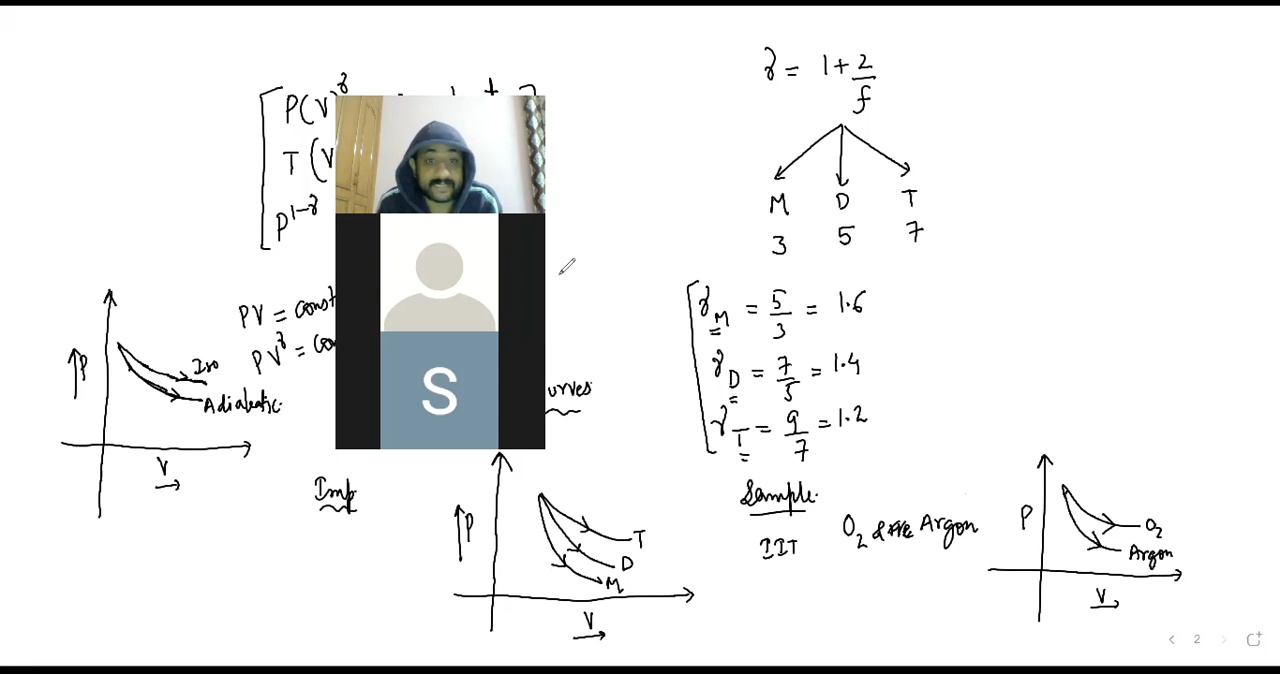 γ = 1 + 2/f
M D T
3 5 7
P(V)^γ
T(V
P^1-γ
PV = const
PV^γ = co
P
Iso
Adiabatic
V
S
urves
γ_M = 5/3 = 1.6
γ_D = 7/5 = 1.4
γ_T = 9/7 = 1.2
Imp
P
T
D
M
V
Sample
IIT
O₂ Argon
P
O₂
Argon
V
2